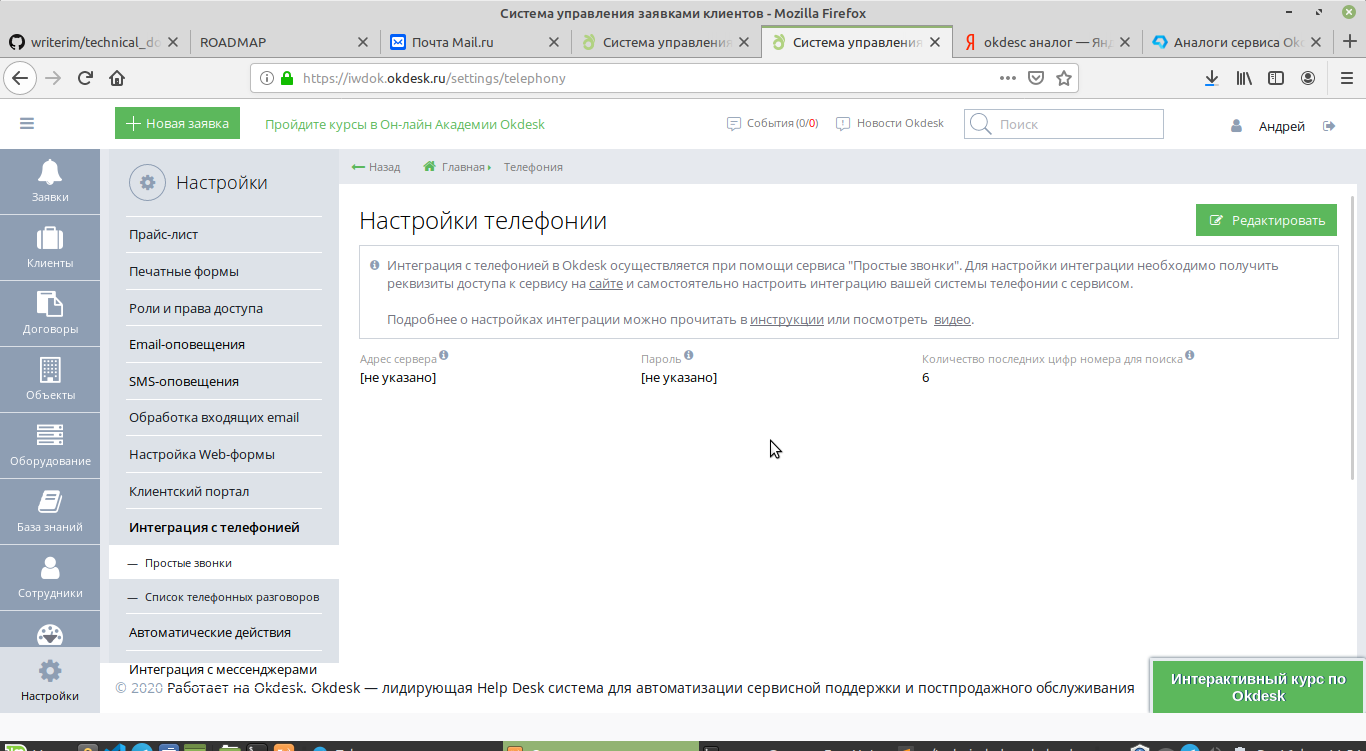 Система управления заявками клиентов - Mozilla Firefox
writerim/technical_do
ROADMAP
Почта Mail.ru
Система управления
Система управления
okdesc аналог — Янд
Аналоги сервиса Okd
https://iwdok.okdesk.ru/settings/telephony
Новая заявка
Пройдите курсы в Он-лайн Академии Okdesk
События (0/0)
Новости Okdesk
Поиск
Андрей
Заявки
Клиенты
Договоры
Объекты
Оборудование
База знаний
Сотрудники
Настройки
Настройки
Прайс-лист
Печатные формы
Роли и права доступа
Email-оповещения
SMS-оповещения
Обработка входящих email
Настройка Web-формы
Клиентский портал
Интеграция с телефонией
— Простые звонки
— Список телефонных разговоров
Автоматические действия
Интеграция с мессенджерами
Назад
Главная
Телефония
Настройки телефонии
Редактировать
Интеграция с телефонией в Okdesk осуществляется при помощи сервиса "Простые звонки". Для настройки интеграции необходимо получить
реквизиты доступа к сервису на сайте и самостоятельно настроить интеграцию вашей системы телефонии с сервисом.
Подробнее о настройках интеграции можно прочитать в инструкции или посмотреть видео.
Адрес сервера
[не указано]
Пароль
[не указано]
Количество последних цифр номера для поиска
6
© 2020 Работает на Okdesk. Okdesk — лидирующая Help Desk система для автоматизации сервисной поддержки и постпродажного обслуживания
Интерактивный курс по
Okdesk